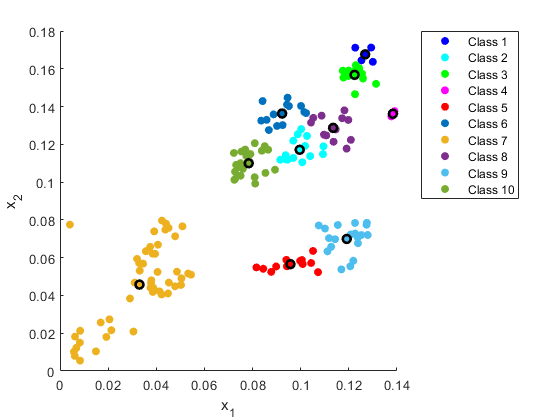 0.18
0.16
0.14
0.12
0.1
0.08
0.06
0.04
0.02
0
x2
0 0.02 0.04 0.06 0.08 0.1 0.12 0.14
x1
Class 1
Class 2
Class 3
Class 4
Class 5
Class 6
Class 7
Class 8
Class 9
Class 10